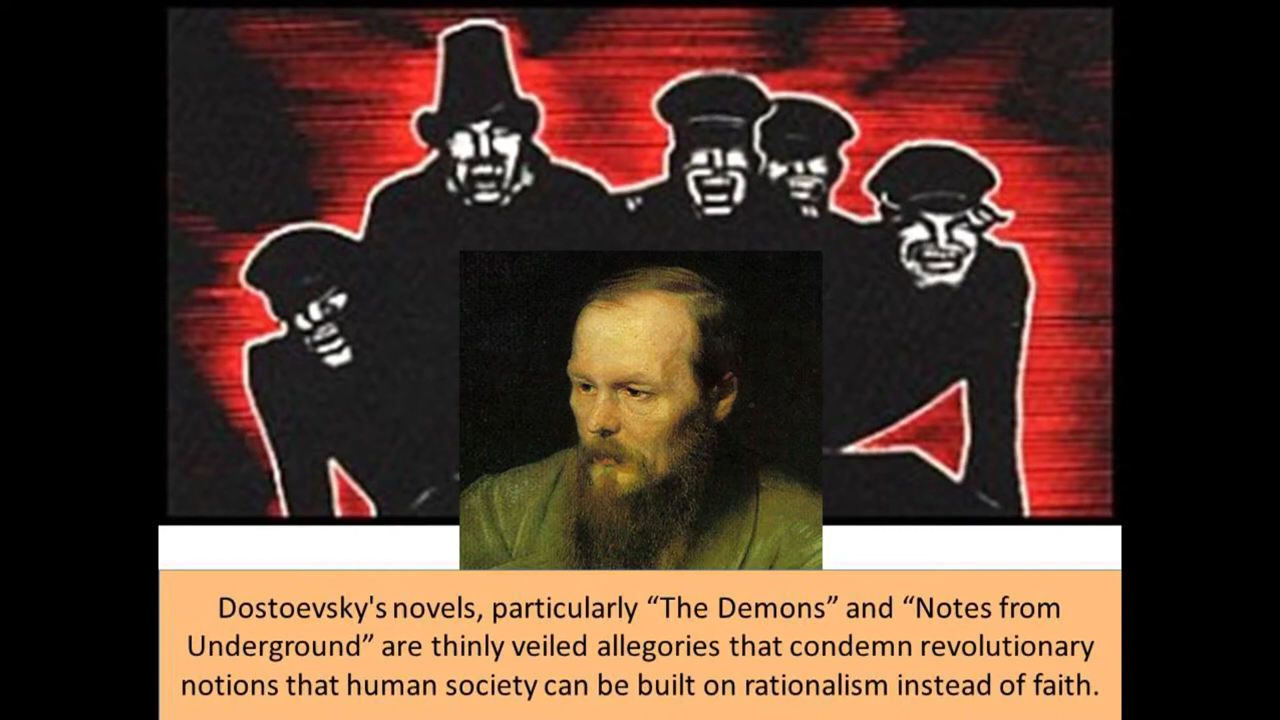 Dostoevsky's novels, particularly “The Demons” and “Notes from
Underground” are thinly veiled allegories that condemn revolutionary
notions that human society can be built on rationalism instead of faith.